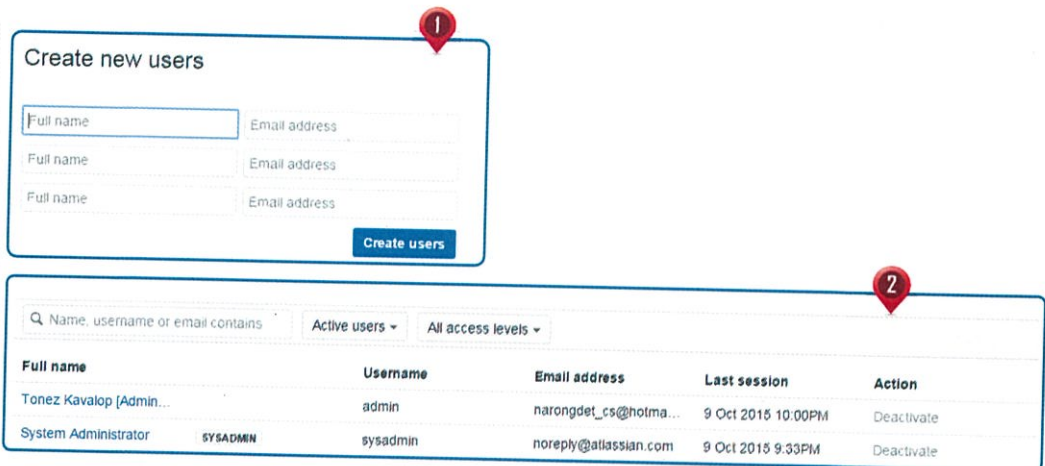 1
Create new users
Full name Email address
Full name Email address
Full name Email address
Create users
2
Name, username or email contains Active users All access levels
Full name Username Email address Last session Action
Tonez Kavalop [Admin... admin narongdet_cs@hotma... 9 Oct 2015 10:00PM Deactivate
System Administrator SYSADMIN sysadmin noreply@atlassian.com 9 Oct 2015 9:33PM Deactivate